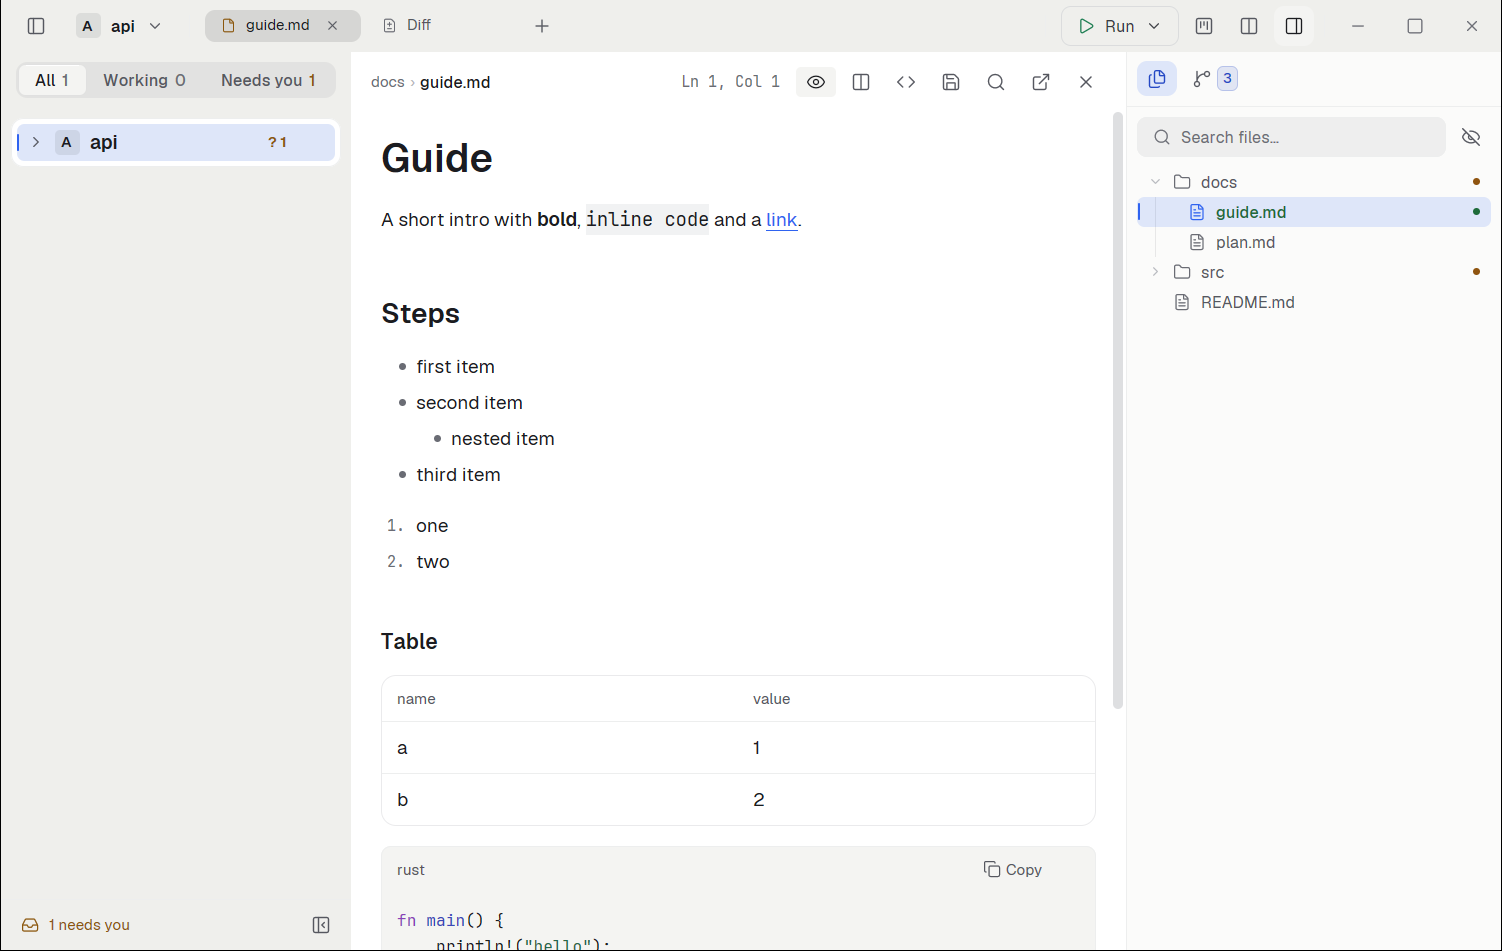 A api
guide.md
Diff
Run
All 1
Working 0
Needs you 1
A api ? 1
1 needs you
docs › guide.md
Ln 1, Col 1
Guide
A short intro with bold, inline code and a link.
Steps
first item
second item
nested item
third item
1. one
2. two
Table
name value
a 1
b 2
rust
Copy
fn main() {
println!("hello");
3
Search files...
docs
guide.md
plan.md
src
README.md